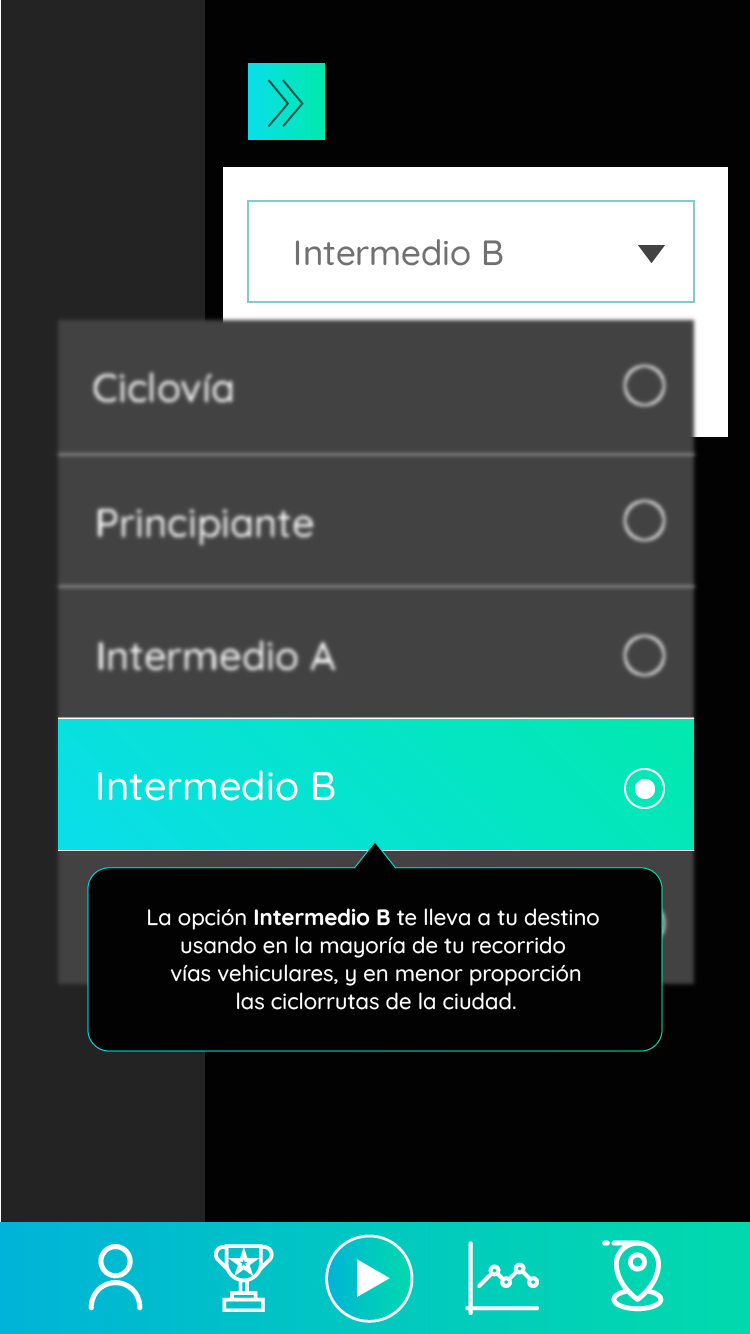 Intermedio B
Ciclovía
Principiante
Intermedio A
Intermedio B
La opción Intermedio B te lleva a tu destino
usando en la mayoría de tu recorrido
vías vehiculares, y en menor proporción
las ciclorrutas de la ciudad.